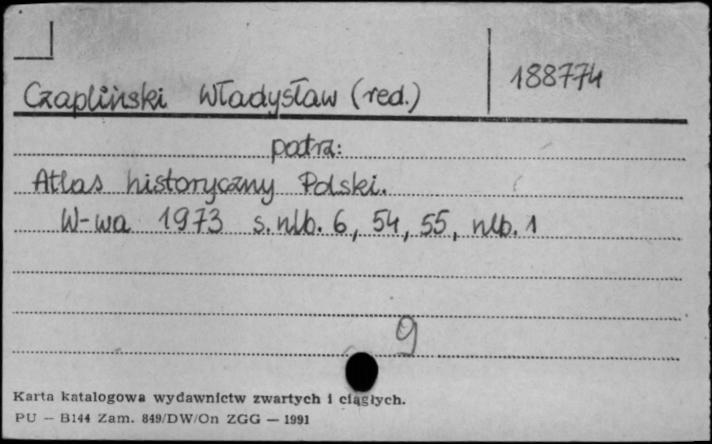 188774
Czapliński Władysław (red.)
patrz:
Atlas historyczny Polski.
W-wa 1973 s. nlb. 6, 54, 55, nlb. 1
9
Karta katalogowa wydawnictw zwartych i ciągłych.
PU — B144 Zam. 849/DW/On ZGG — 1991